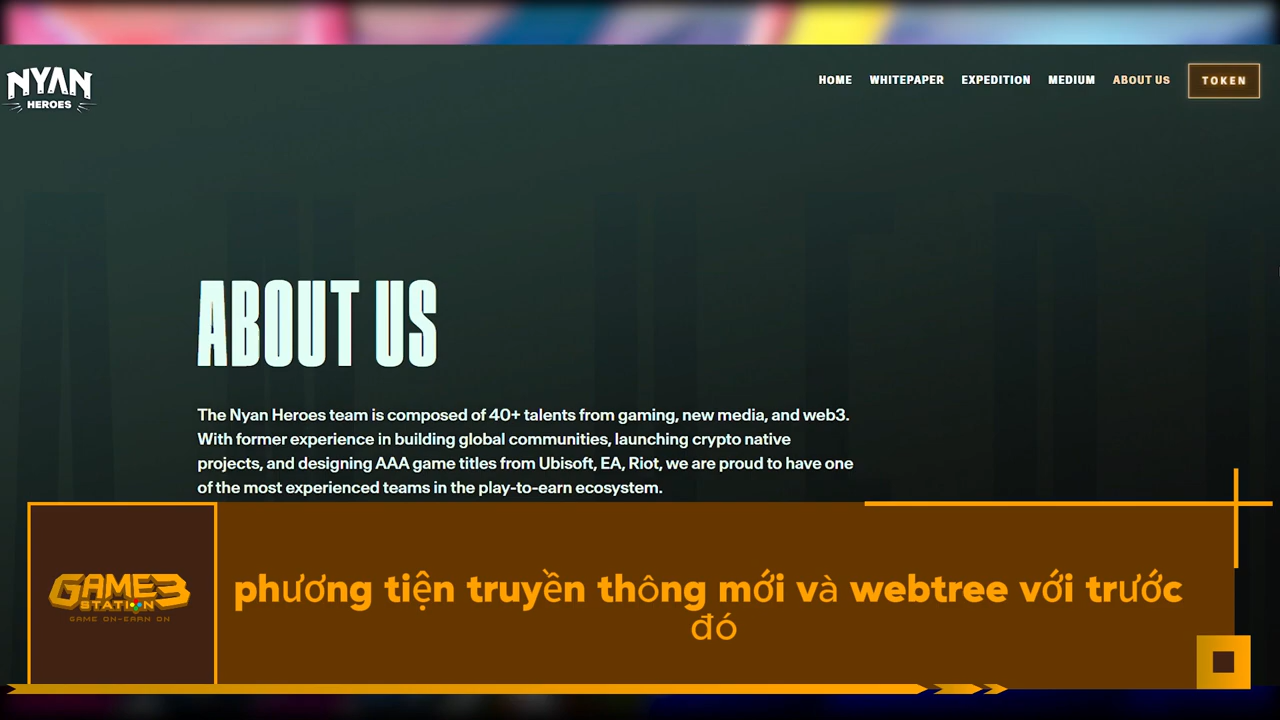 NYAN
HEROES
HOME WHITEPAPER EXPEDITION MEDIUM ABOUT US TOKEN
ABOUT US
The Nyan Heroes team is composed of 40+ talents from gaming, new media, and web3.
With former experience in building global communities, launching crypto native
projects, and designing AAA game titles from Ubisoft, EA, Riot, we are proud to have one
of the most experienced teams in the play-to-earn ecosystem.
GAME3
STATION
GAME ON-EARN ON
phương tiện truyền thông mới và webtree với trước
đó